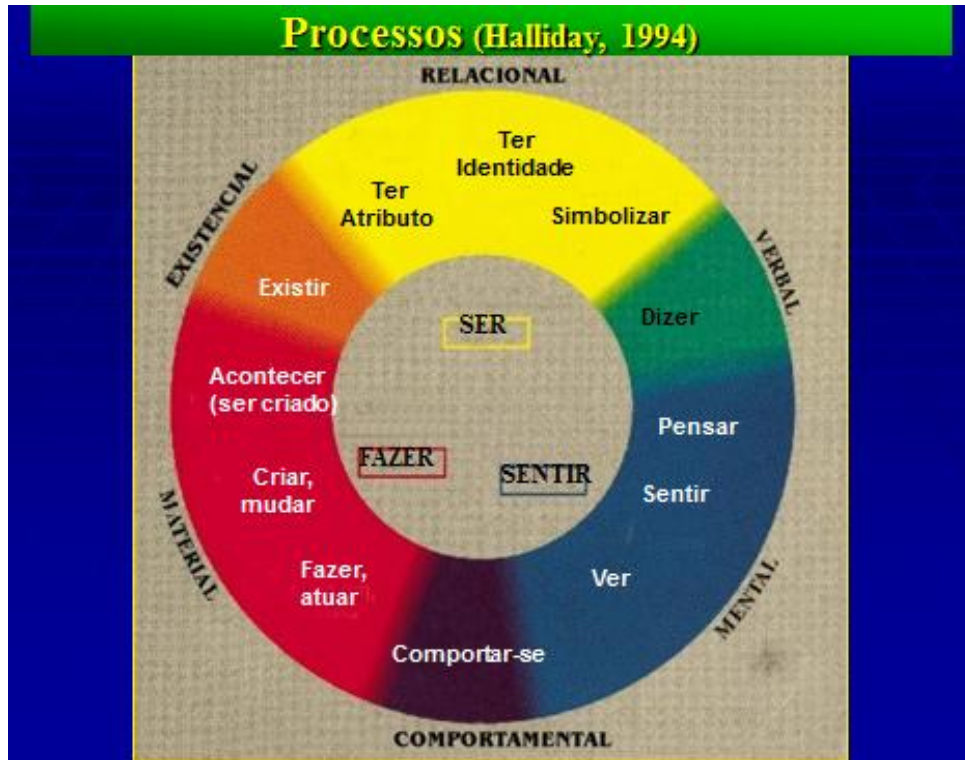 Processos (Halliday, 1994)
RELACIONAL
Ter
Identidade
Ter
Atributo
Simbolizar
EXISTENCIAL
VERBAL
Existir
Dizer
SER
Acontecer
(ser criado)
Pensar
FAZER
SENTIR
Criar,
mudar
Sentir
MATERIAL
Fazer,
atuar
Ver
MENTAL
Comportar-se
COMPORTAMENTAL